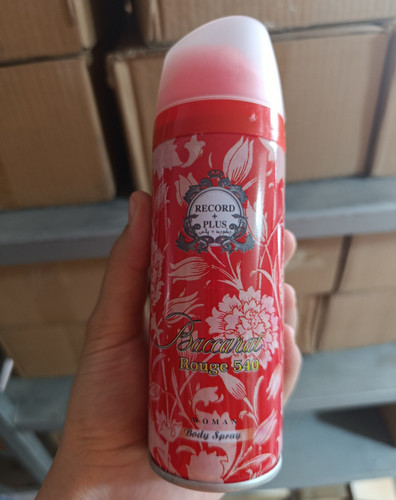 RECORD
+
PLUS
Baccarat
Rouge 540
WOMAN
Body Spray